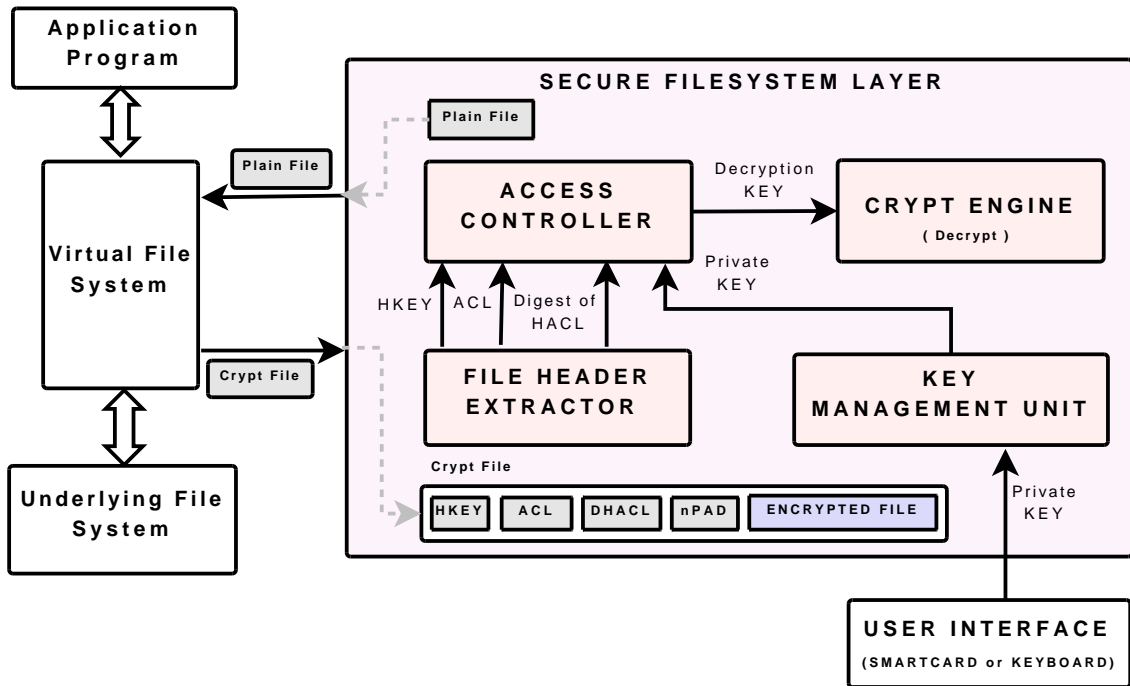 Application
Program
SECURE FILESYSTEM LAYER
Plain File
Plain File
Virtual File
System
Crypt File
Underlying File
System
ACCESS
CONTROLLER
Decryption
KEY
CRYPT ENGINE
( Decrypt )
HKEY
ACL
Digest of
HACL
Private
KEY
FILE HEADER
EXTRACTOR
KEY
MANAGEMENT UNIT
Crypt File
HKEY
ACL
DHACL
nPAD
ENCRYPTED FILE
Private
KEY
USER INTERFACE
(SMARTCARD or KEYBOARD)